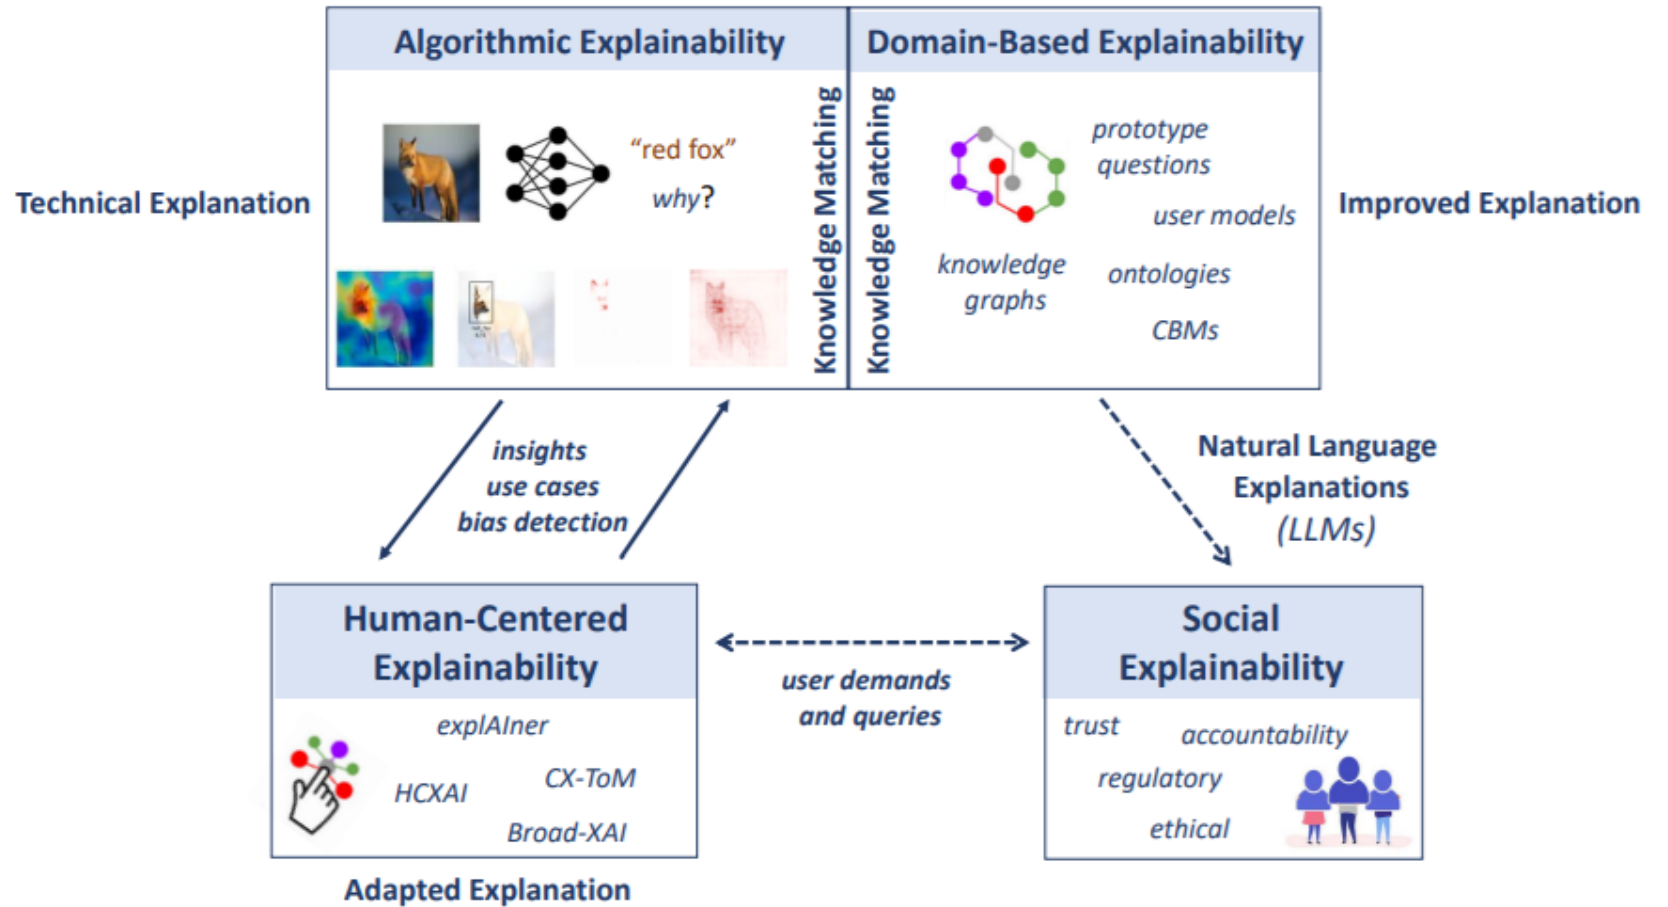 Algorithmic Explainability
Domain-Based Explainability
Technical Explanation
“red fox”
why?
Knowledge Matching
Knowledge Matching
prototype
questions
user models
knowledge
graphs
ontologies
CBMs
Improved Explanation
insights
use cases
bias detection
Natural Language
Explanations
(LLMs)
Human-Centered
Explainability
explAIner
HCXAI
CX-ToM
Broad-XAI
Adapted Explanation
user demands
and queries
Social
Explainability
trust
accountability
regulatory
ethical